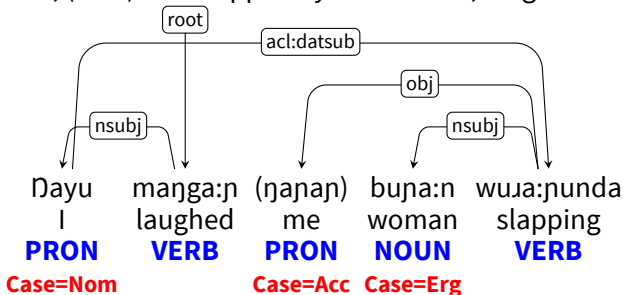 root
acl:datsub
obj
nsubj nsubj
Ŋayu maŋga:ɲ (ŋaɲaɲ) buɲa:n wuɹa:ɲunda
I laughed me woman slapping
PRON VERB PRON NOUN VERB
Case=Nom Case=Acc Case=Erg